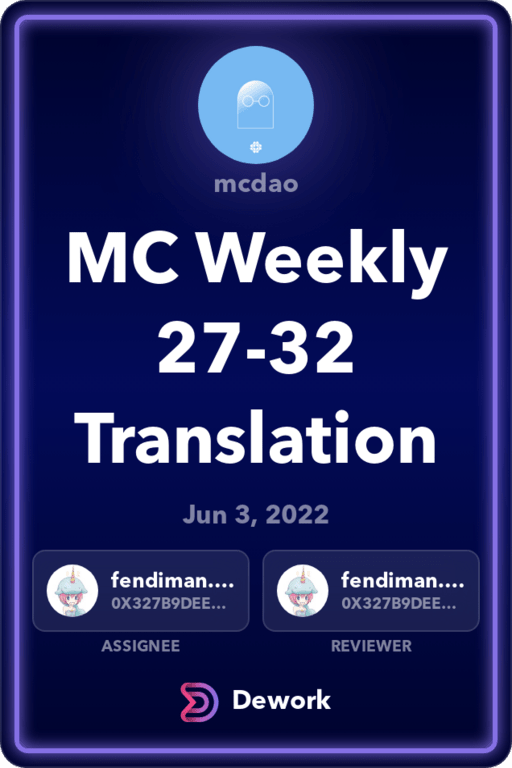 mcdao
MC Weekly
27-32
Translation
Jun 3, 2022
fendiman.... fendiman....
0X327B9DEE... 0X327B9DEE...
ASSIGNEE REVIEWER
Dework